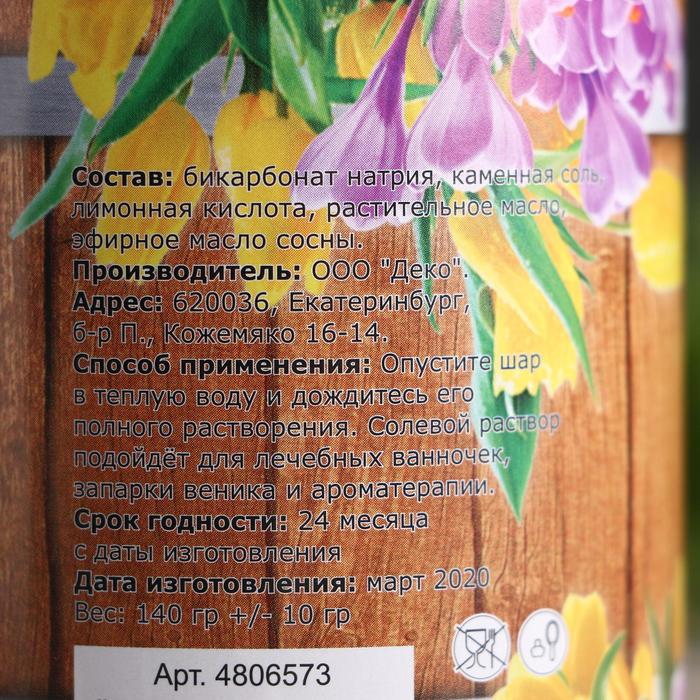 Состав: бикарбонат натрия, каменная соль,
лимонная кислота, растительное масло,
эфирное масло сосны.
Производитель: ООО "Деко".
Адрес: 620036, Екатеринбург,
б-р П., Кожемяко 16-14.
Способ применения: Опустите шар
в теплую воду и дождитесь его
полного растворения. Солевой раствор
подойдёт для лечебных ванночек,
запарки веника и ароматерапии.
Срок годности: 24 месяца
с даты изготовления
Дата изготовления: март 2020
Вес: 140 гр +/- 10 гр
Арт. 4806573